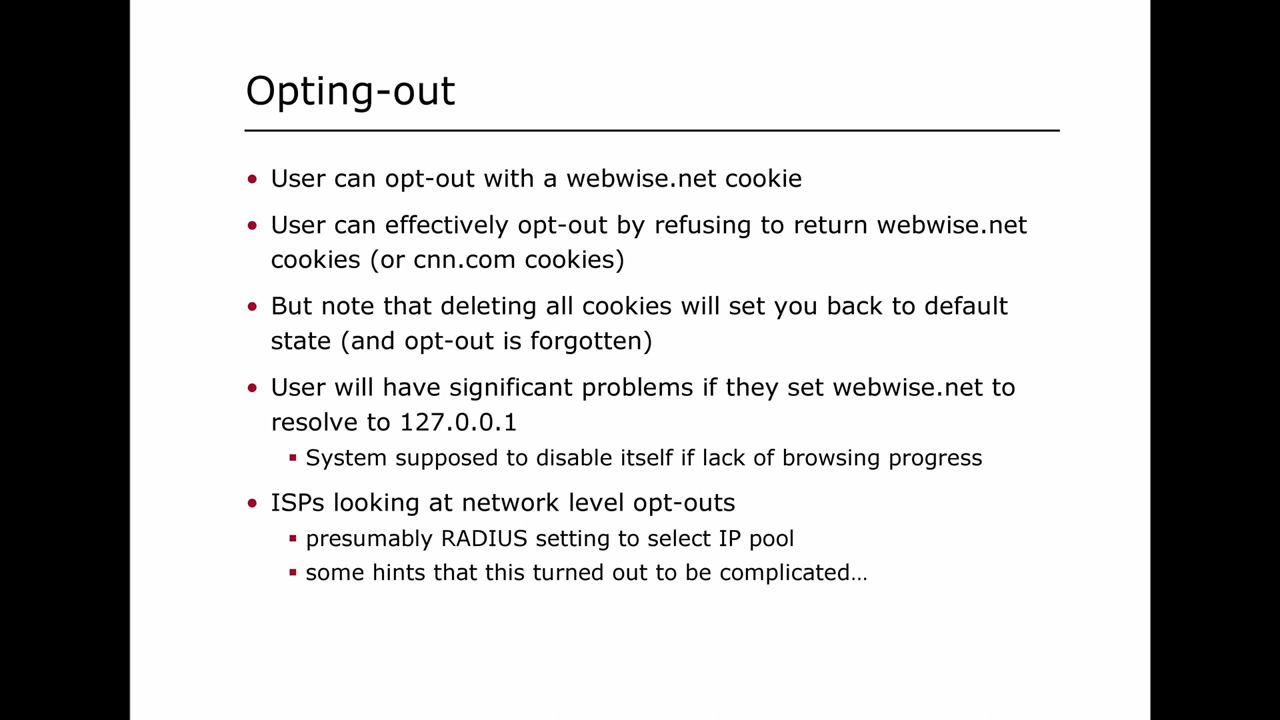 Opting-out
• User can opt-out with a webwise.net cookie
• User can effectively opt-out by refusing to return webwise.net
cookies (or cnn.com cookies)
• But note that deleting all cookies will set you back to default
state (and opt-out is forgotten)
• User will have significant problems if they set webwise.net to
resolve to 127.0.0.1
▪ System supposed to disable itself if lack of browsing progress
• ISPs looking at network level opt-outs
▪ presumably RADIUS setting to select IP pool
▪ some hints that this turned out to be complicated…